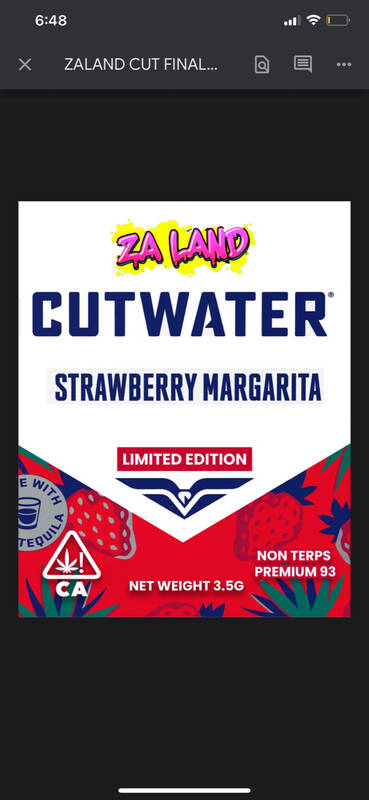 6:48
ZALAND CUT FINAL...
ZA LAND
CUTWATER®
STRAWBERRY MARGARITA
LIMITED EDITION
E WITH
TEQUILA
CA
NET WEIGHT 3.5G
NON TERPS
PREMIUM 93